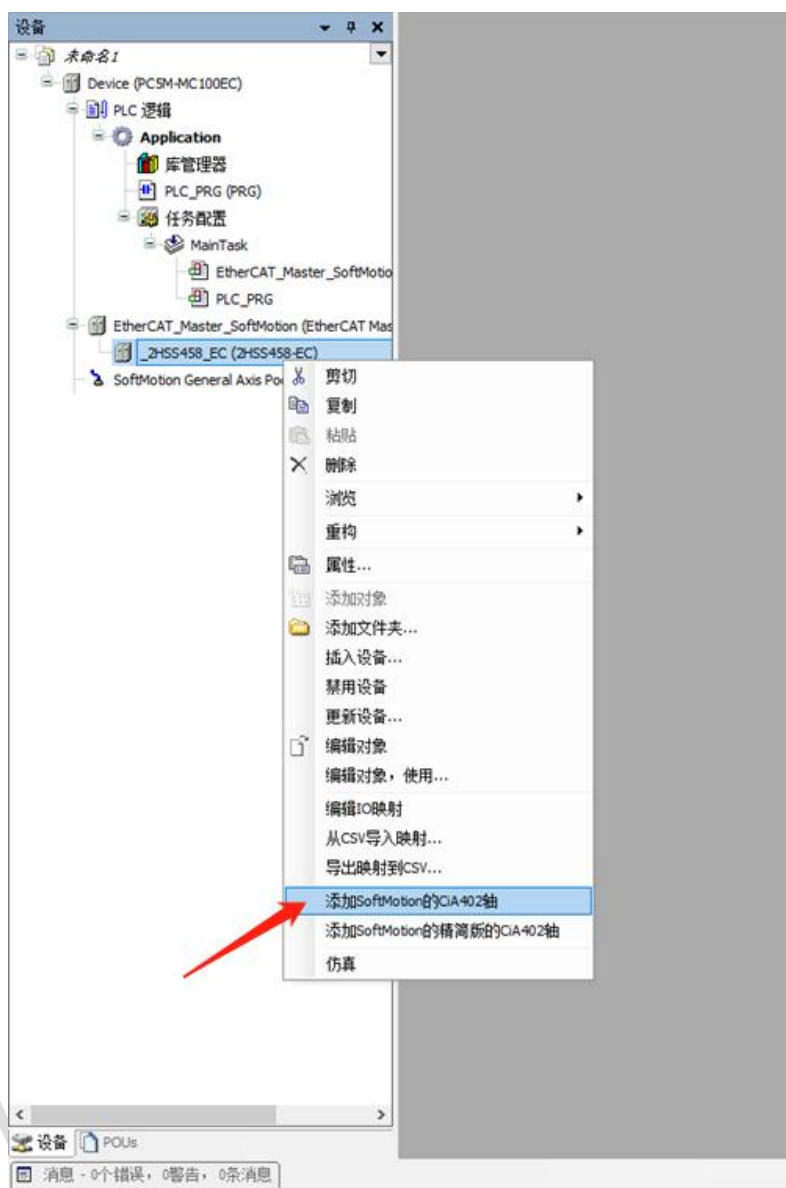 设备
未命名1
Device (PC5M-MC100EC)
PLC 逻辑
Application
库管理器
PLC_PRG (PRG)
任务配置
MainTask
EtherCAT_Master_SoftMotio
PLC_PRG
EtherCAT_Master_SoftMotion (EtherCAT Mas
_2HSS458_EC (2HSS458-EC)
SoftMotion General Axis Poo
剪切
复制
粘贴
删除
浏览
重构
属性...
添加对象
添加文件夹...
插入设备...
禁用设备
更新设备...
编辑对象
编辑对象，使用...
编辑IO映射
从CSV导入映射...
导出映射到CSV...
添加SoftMotion的CiA402轴
添加SoftMotion的精简版的CiA402轴
仿真
设备 POUs
消息 - 0个错误，0警告，0条消息